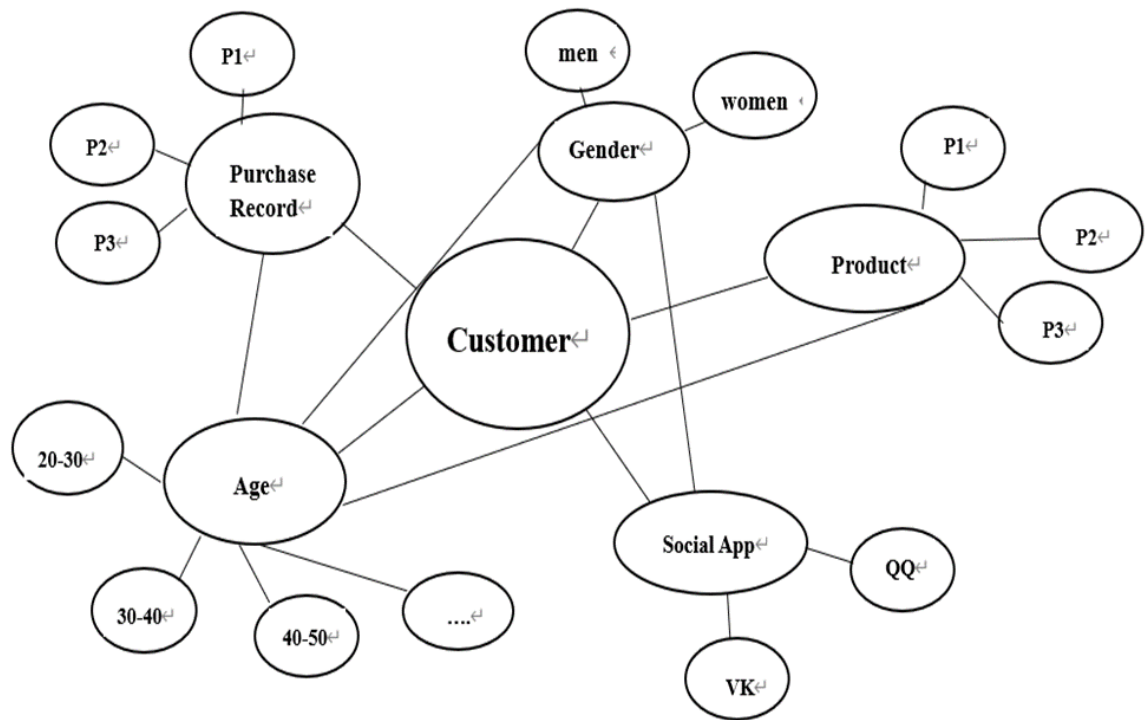 P1
P2
P3
Purchase
Record
men
women
Gender
P1
P2
P3
Product
Customer
20-30
Age
30-40
40-50
....
Social App
QQ
VK